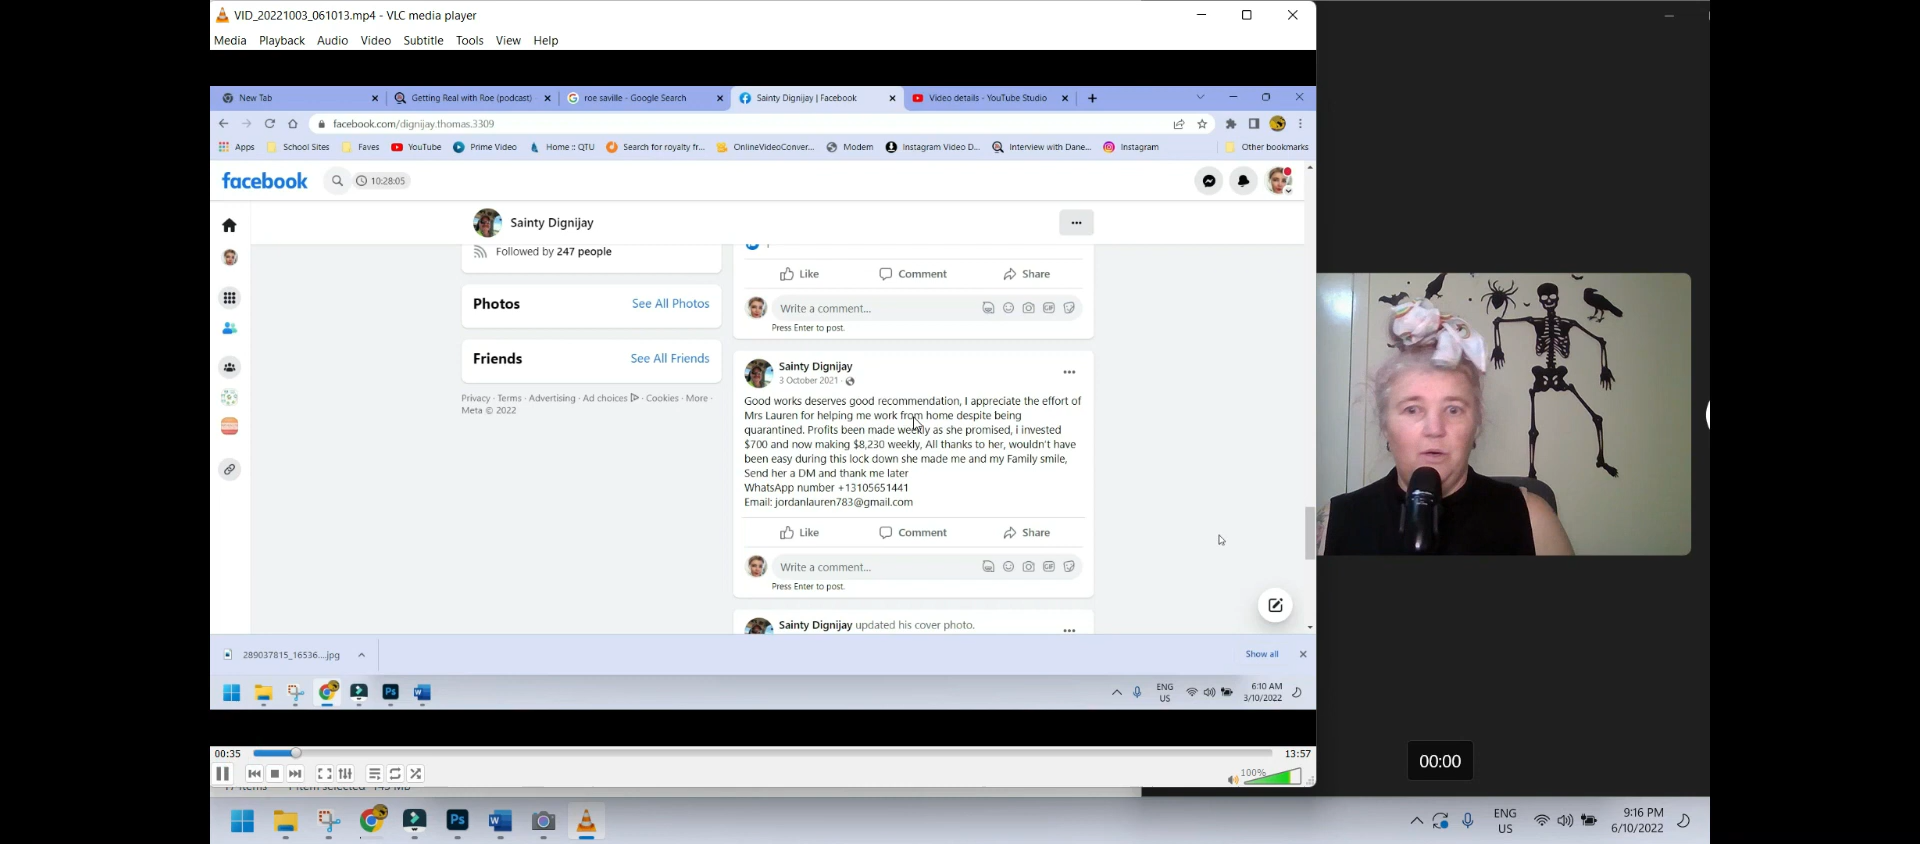 VID_20221003_061013.mp4 - VLC media player
Media Playback Audio Video Subtitle Tools View Help
New Tab
Getting Real with Roe (podcast)
roe saville - Google Search
Sainty Dignijay | Facebook
Video details - YouTube Studio
facebook.com/dignijay.thomas.3309
Apps School Sites Faves YouTube Prime Video Home :: QTU Search for royalty fr... OnlineVideoConver... Modem Instagram Video D... Interview with Dane... Instagram Other bookmarks
facebook
10:28:05
Sainty Dignijay
Followed by 247 people
Photos See All Photos
Friends See All Friends
Privacy · Terms · Advertising · Ad choices · Cookies · More ·
Meta © 2022
Like Comment Share
Write a comment...
GIF
Press Enter to post.
Sainty Dignijay
3 October 2021 ·
Good works deserves good recommendation, I appreciate the effort of
Mrs Lauren for helping me work from home despite being
quarantined. Profits been made weekly as she promised, i invested
$700 and now making $8,230 weekly, All thanks to her, wouldn't have
been easy during this lock down she made me and my Family smile,
Send her a DM and thank me later
WhatsApp number +13105651441
Email: jordanlauren783@gmail.com
Like Comment Share
Write a comment...
GIF
Press Enter to post.
Sainty Dignijay updated his cover photo.
289037815_16536....jpg
Show all
Ps
W
ENG
US
6:10 AM
3/10/2022
00:35
13:57
100%
00:00
Ps
W
ENG
US
9:16 PM
6/10/2022